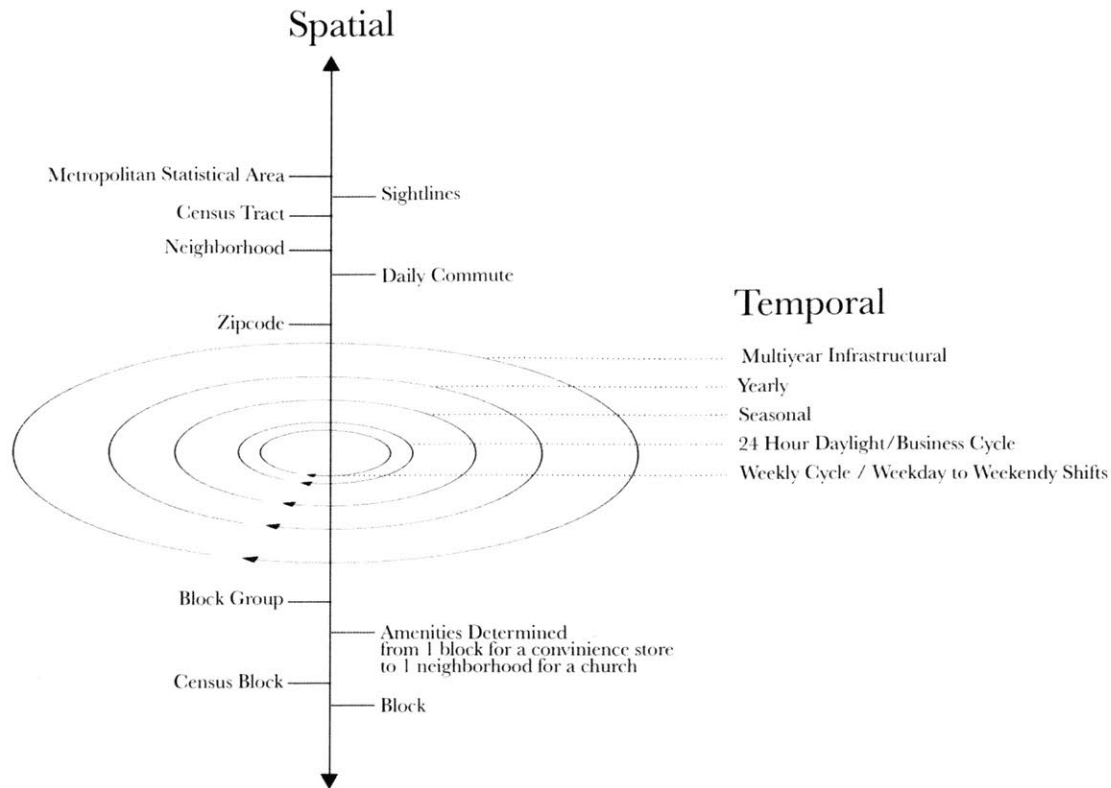 Spatial
Metropolitan Statistical Area
Sightlines
Census Tract
Neighborhood
Daily Commute
Zipcode
Temporal
Multiyear Infrastructural
Yearly
Seasonal
24 Hour Daylight/Business Cycle
Weekly Cycle / Weekday to Weekendy Shifts
Block Group
Amenities Determined
from 1 block for a convinience store
to 1 neighborhood for a church
Census Block
Block